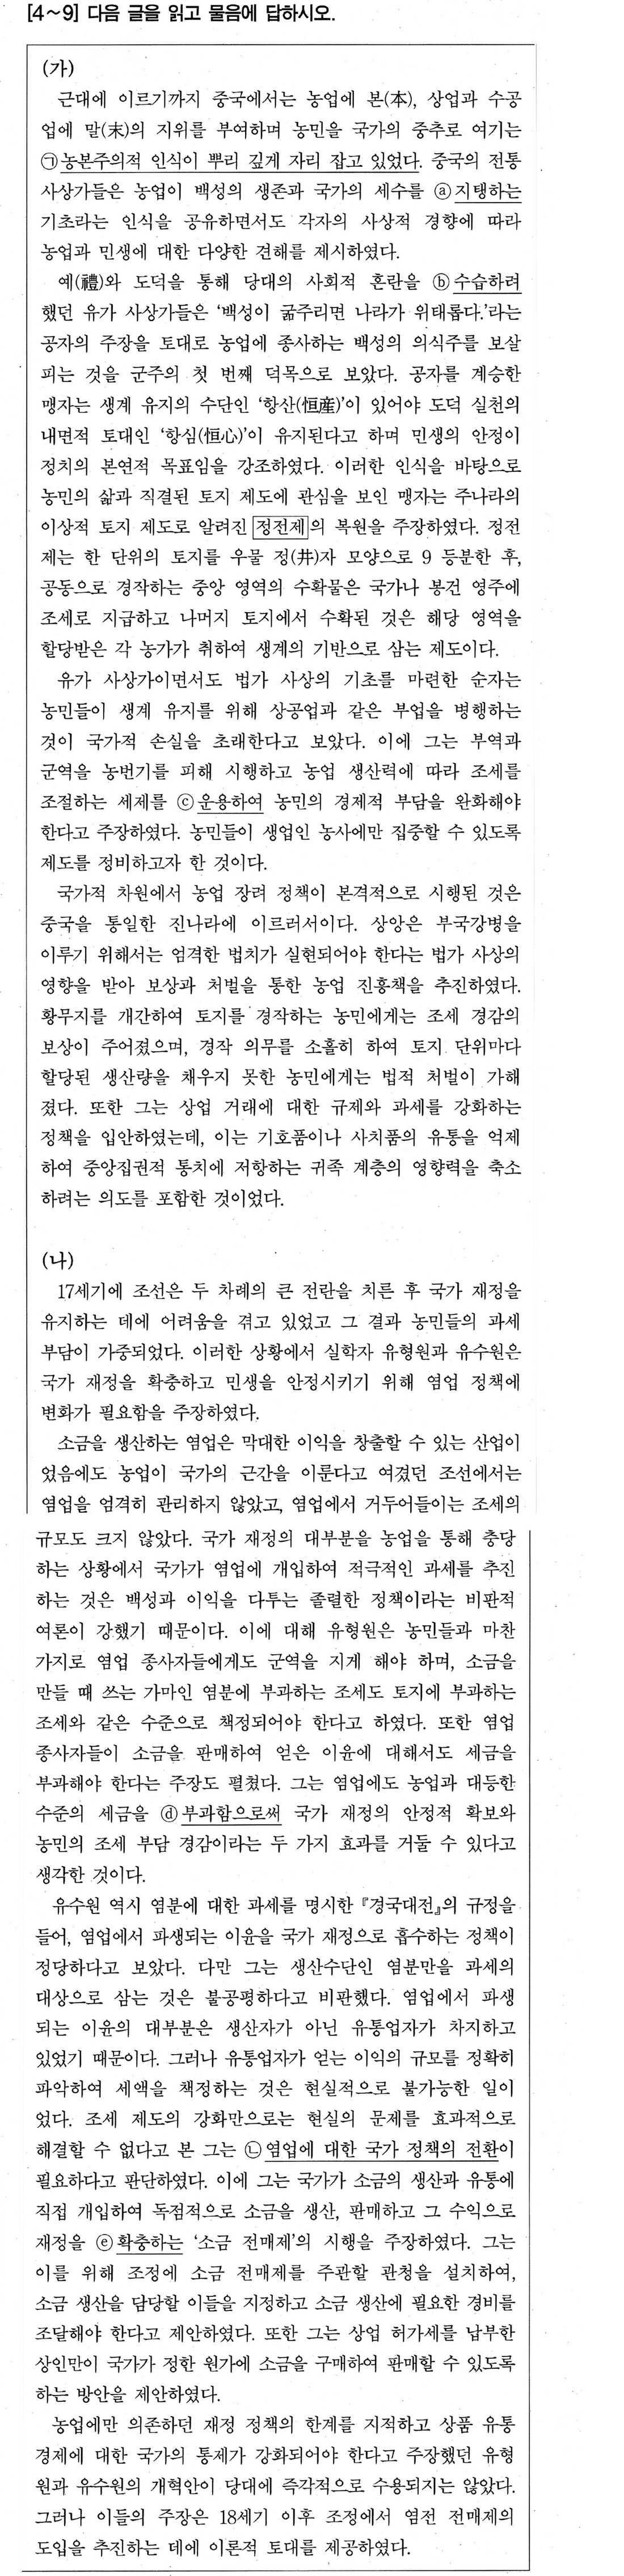 [4~9] 다음 글을 읽고 물음에 답하시오.
(가)
근대에 이르기까지 중국에서는 농업에 본(本), 상업과 수공
업에 말(末)의 지위를 부여하며 농민을 국가의 중추로 여기는
㉠농본주의적 인식이 뿌리 깊게 자리 잡고 있었다. 중국의 전통
사상가들은 농업이 백성의 생존과 국가의 세수를 ⓐ지탱하는
기초라는 인식을 공유하면서도 각자의 사상적 경향에 따라
농업과 민생에 대한 다양한 견해를 제시하였다.
예(禮)와 도덕을 통해 당대의 사회적 혼란을 ⓑ수습하려
했던 유가 사상가들은 ‘백성이 굶주리면 나라가 위태롭다.’라는
공자의 주장을 토대로 농업에 종사하는 백성의 의식주를 보살
피는 것을 군주의 첫 번째 덕목으로 보았다. 공자를 계승한
맹자는 생계 유지의 수단인 ‘항산(恒産)’이 있어야 도덕 실천의
내면적 토대인 ‘항심(恒心)’이 유지된다고 하며 민생의 안정이
정치의 본연적 목표임을 강조하였다. 이러한 인식을 바탕으로
농민의 삶과 직결된 토지 제도에 관심을 보인 맹자는 주나라의
이상적 토지 제도로 알려진 정전제의 복원을 주장하였다. 정전
제는 한 단위의 토지를 우물 정(井)자 모양으로 9 등분한 후,
공동으로 경작하는 중앙 영역의 수확물은 국가나 봉건 영주에
조세로 지급하고 나머지 토지에서 수확된 것은 해당 영역을
할당받은 각 농가가 취하여 생계의 기반으로 삼는 제도이다.
유가 사상가이면서도 법가 사상의 기초를 마련한 순자는
농민들이 생계 유지를 위해 상공업과 같은 부업을 병행하는
것이 국가적 손실을 초래한다고 보았다. 이에 그는 부역과
군역을 농번기를 피해 시행하고 농업 생산력에 따라 조세를
조절하는 세제를 ⓒ운용하여 농민의 경제적 부담을 완화해야
한다고 주장하였다. 농민들이 생업인 농사에만 집중할 수 있도록
제도를 정비하고자 한 것이다.
국가적 차원에서 농업 장려 정책이 본격적으로 시행된 것은
중국을 통일한 진나라에 이르러서이다. 상앙은 부국강병을
이루기 위해서는 엄격한 법치가 실현되어야 한다는 법가 사상의
영향을 받아 보상과 처벌을 통한 농업 진흥책을 추진하였다.
황무지를 개간하여 토지를 경작하는 농민에게는 조세 경감의
보상이 주어졌으며, 경작 의무를 소홀히 하여 토지 단위마다
할당된 생산량을 채우지 못한 농민에게는 법적 처벌이 가해
졌다. 또한 그는 상업 거래에 대한 규제와 과세를 강화하는
정책을 입안하였는데, 이는 기호품이나 사치품의 유통을 억제
하여 중앙집권적 통치에 저항하는 귀족 계층의 영향력을 축소
하려는 의도를 포함한 것이었다.
(나)
17세기에 조선은 두 차례의 큰 전란을 치른 후 국가 재정을
유지하는 데에 어려움을 겪고 있었고 그 결과 농민들의 과세
부담이 가중되었다. 이러한 상황에서 실학자 유형원과 유수원은
국가 재정을 확충하고 민생을 안정시키기 위해 염업 정책에
변화가 필요함을 주장하였다.
소금을 생산하는 염업은 막대한 이익을 창출할 수 있는 산업이
었음에도 농업이 국가의 근간을 이룬다고 여겼던 조선에서는
염업을 엄격히 관리하지 않았고, 염업에서 거두어들이는 조세의
규모도 크지 않았다. 국가 재정의 대부분을 농업을 통해 충당
하는 상황에서 국가가 염업에 개입하여 적극적인 과세를 추진
하는 것은 백성과 이익을 다투는 졸렬한 정책이라는 비판적
여론이 강했기 때문이다. 이에 대해 유형원은 농민들과 마찬
가지로 염업 종사자들에게도 군역을 지게 해야 하며, 소금을
만들 때 쓰는 가마인 염분에 부과하는 조세도 토지에 부과하는
조세와 같은 수준으로 책정되어야 한다고 하였다. 또한 염업
종사자들이 소금을 판매하여 얻은 이윤에 대해서도 세금을
부과해야 한다는 주장도 펼쳤다. 그는 염업에도 농업과 대등한
수준의 세금을 ⓓ부과함으로써 국가 재정의 안정적 확보와
농민의 조세 부담 경감이라는 두 가지 효과를 거둘 수 있다고
생각한 것이다.
유수원 역시 염분에 대한 과세를 명시한 『경국대전』의 규정을
들어, 염업에서 파생되는 이윤을 국가 재정으로 흡수하는 정책이
정당하다고 보았다. 다만 그는 생산수단인 염분만을 과세의
대상으로 삼는 것은 불공평하다고 비판했다. 염업에서 파생
되는 이윤의 대부분은 생산자가 아닌 유통업자가 차지하고
있었기 때문이다. 그러나 유통업자가 얻는 이익의 규모를 정확히
파악하여 세액을 책정하는 것은 현실적으로 불가능한 일이
었다. 조세 제도의 강화만으로는 현실의 문제를 효과적으로
해결할 수 없다고 본 그는 ㉡염업에 대한 국가 정책의 전환이
필요하다고 판단하였다. 이에 그는 국가가 소금의 생산과 유통에
직접 개입하여 독점적으로 소금을 생산, 판매하고 그 수익으로
재정을 ⓔ확충하는 ‘소금 전매제’의 시행을 주장하였다. 그는
이를 위해 조정에 소금 전매제를 주관할 관청을 설치하여,
소금 생산을 담당할 이들을 지정하고 소금 생산에 필요한 경비를
조달해야 한다고 제안하였다. 또한 그는 상업 허가세를 납부한
상인만이 국가가 정한 원가에 소금을 구매하여 판매할 수 있도록
하는 방안을 제안하였다.
농업에만 의존하던 재정 정책의 한계를 지적하고 상품 유통
경제에 대한 국가의 통제가 강화되어야 한다고 주장했던 유형
원과 유수원의 개혁안이 당대에 즉각적으로 수용되지는 않았다.
그러나 이들의 주장은 18세기 이후 조정에서 염전 전매제의
도입을 추진하는 데에 이론적 토대를 제공하였다.